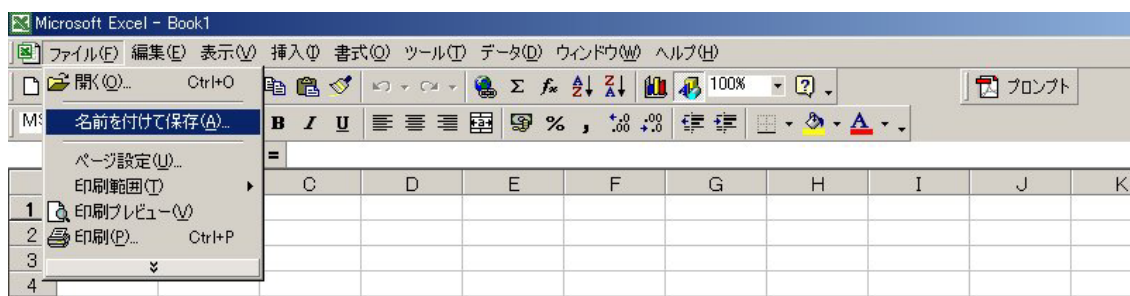 Microsoft Excel - Book1
ファイル(F) 編集(E) 表示(V) 挿入(I) 書式(O) ツール(T) データ(D) ウィンドウ(W) ヘルプ(H)
開く(O)... Ctrl+O
100%
プロンプト
名前を付けて保存(A)...
B I U
% ,
=
ページ設定(U)...
印刷範囲(T)
C D E F G H I J K
1 印刷プレビュー(V)
2 印刷(P)... Ctrl+P
3
4